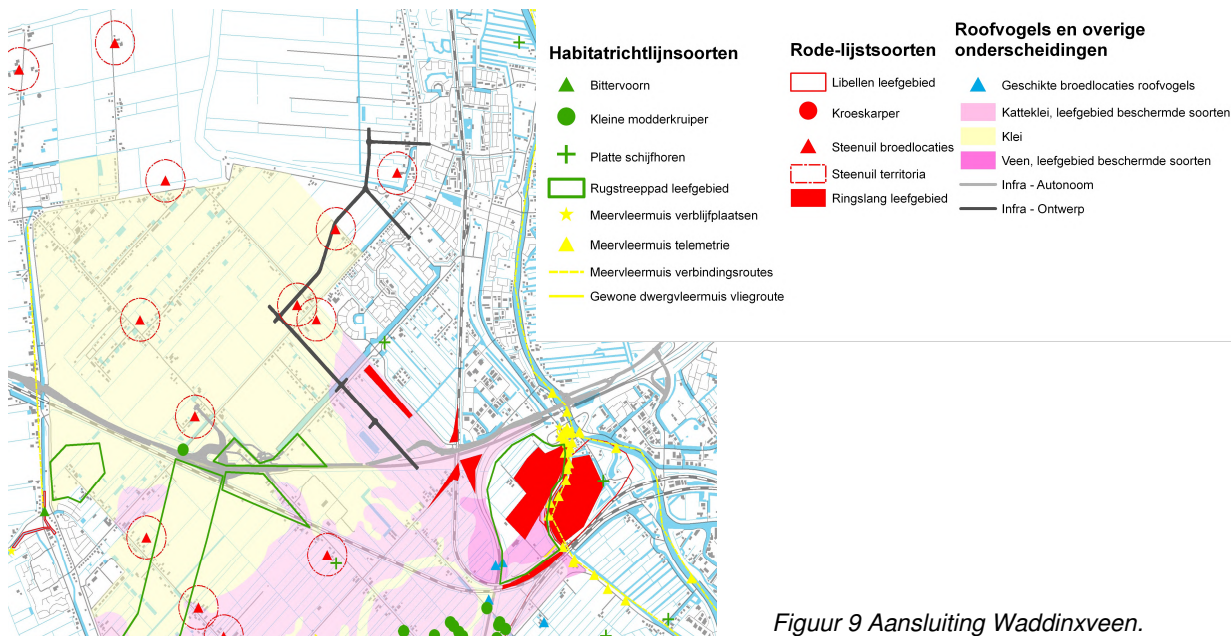 Habitatrichtlijnsoorten
Bittervoorn
Kleine modderkruiper
Platte schijfhoren
Rugstreeppad leefgebied
Meervleermuis verblijfplaatsen
Meervleermuis telemetrie
Meervleermuis verbindingsroutes
Gewone dwergvleermuis vliegroute
Rode-lijstsoorten
Libellen leefgebied
Kroeskarper
Steenuil broedlocaties
Steenuil territoria
Ringslang leefgebied
Roofvogels en overige
onderscheidingen
Geschikte broedlocaties roofvogels
Katteklei, leefgebied beschermde soorten
Klei
Veen, leefgebied beschermde soorten
Infra - Autonoom
Infra - Ontwerp
Figuur 9 Aansluiting Waddinxveen.